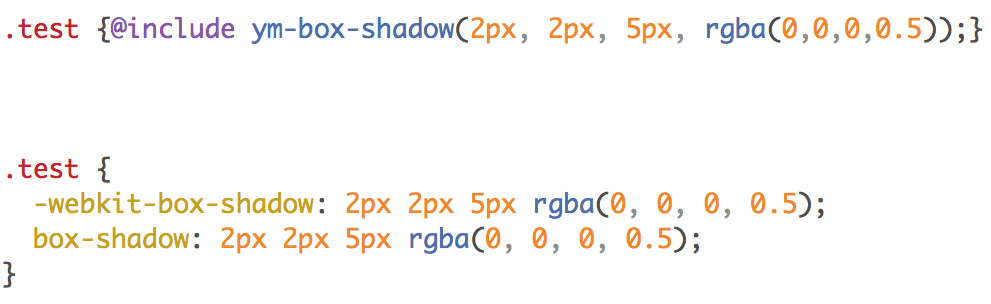 .test {@include ym-box-shadow(2px, 2px, 5px, rgba(0,0,0,0.5));}
.test {
  -webkit-box-shadow: 2px 2px 5px rgba(0, 0, 0, 0.5);
  box-shadow: 2px 2px 5px rgba(0, 0, 0, 0.5);
}